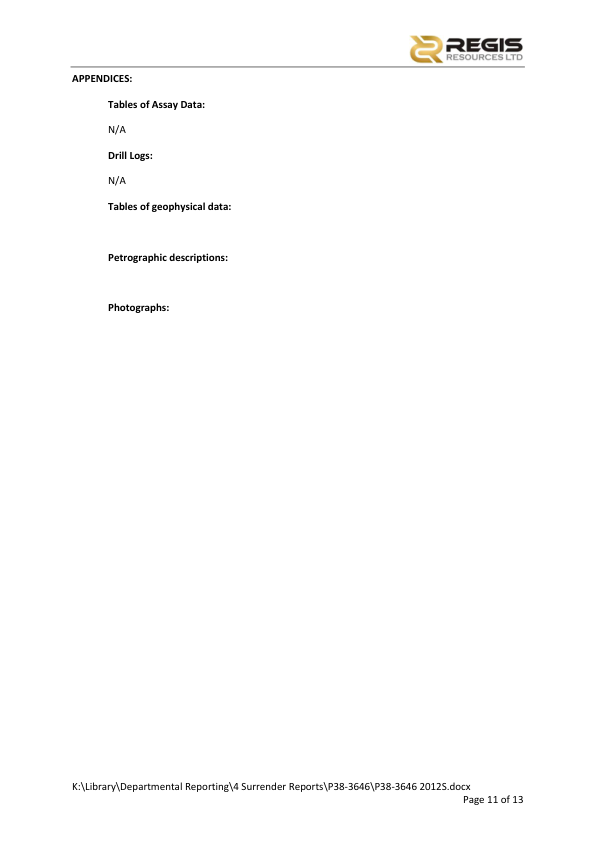 REGIS
RESOURCES LTD
APPENDICES:
Tables of Assay Data:
N/A
Drill Logs:
N/A
Tables of geophysical data:
Petrographic descriptions:
Photographs:
K:\Library\Departmental Reporting\4 Surrender Reports\P38-3646\P38-3646 2012S.docx
Page 11 of 13